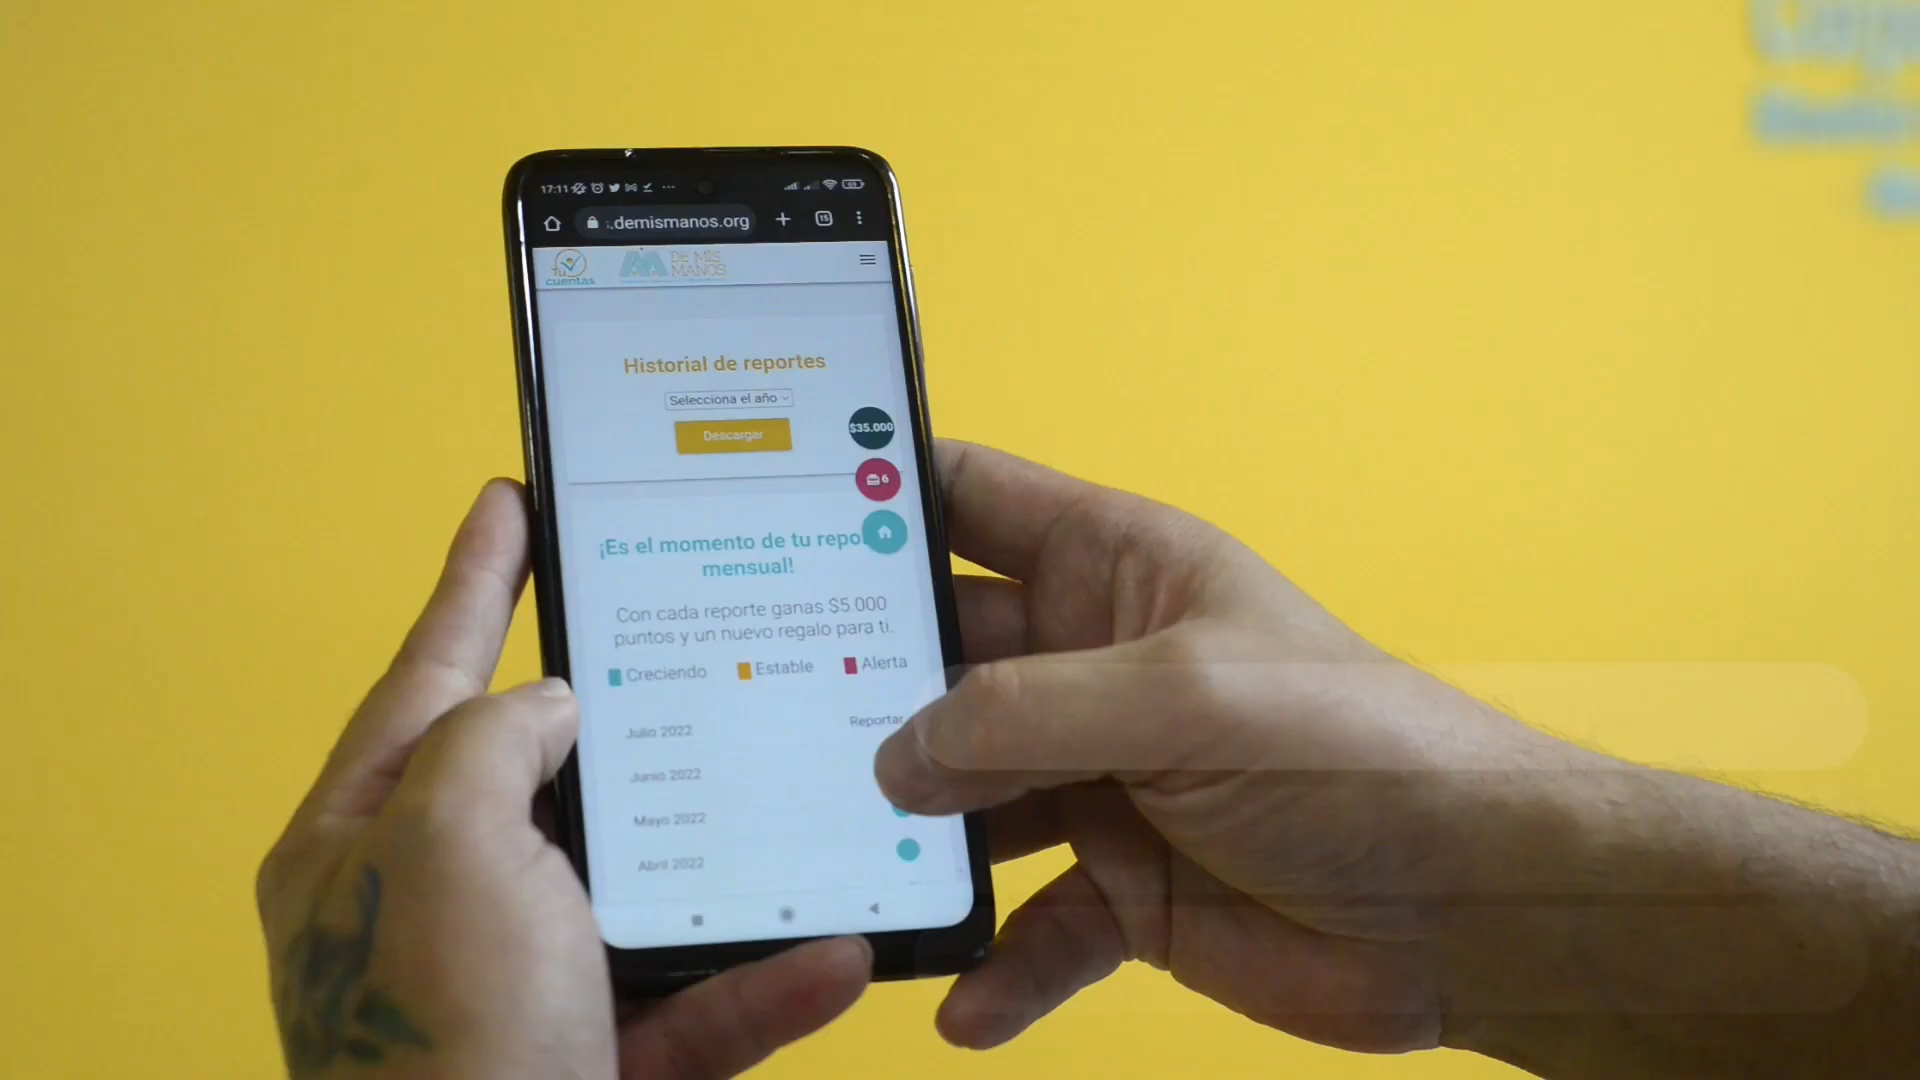 17:11
69
.demismanos.org
15
Tu
cuentas
DE MIS
MANOS
Historial de reportes
Selecciona el año
Descargar
$35.000
6
¡Es el momento de tu repo
mensual!
Con cada reporte ganas $5.000
puntos y un nuevo regalo para ti.
Creciendo
Estable
Alerta
Julio 2022
Reportar
Junio 2022
Mayo 2022
Abril 2022